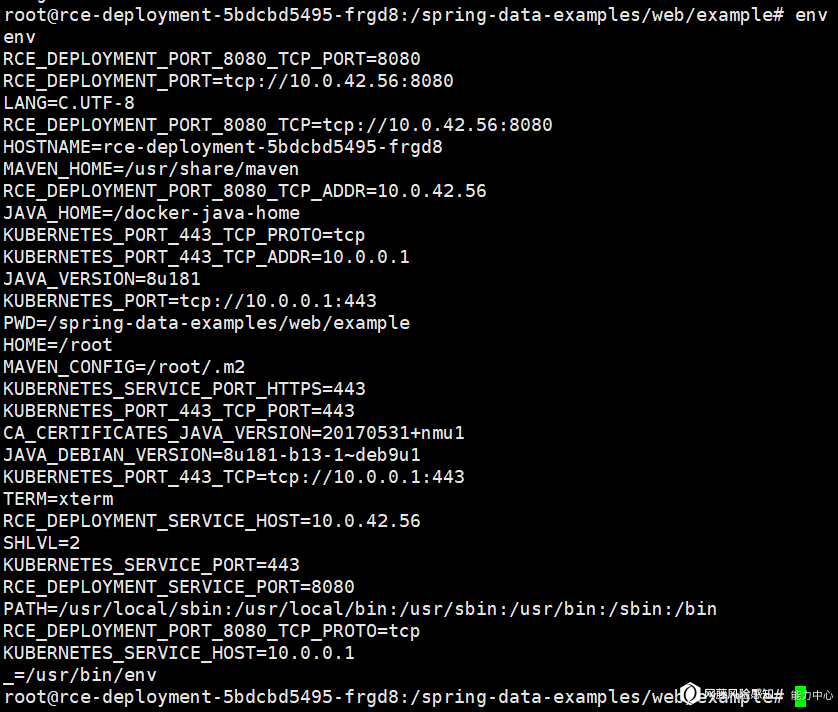 root@rce-deployment-5bdcbd5495-frgd8:/spring-data-examples/web/example# env
env
RCE_DEPLOYMENT_PORT_8080_TCP_PORT=8080
RCE_DEPLOYMENT_PORT=tcp://10.0.42.56:8080
LANG=C.UTF-8
RCE_DEPLOYMENT_PORT_8080_TCP=tcp://10.0.42.56:8080
HOSTNAME=rce-deployment-5bdcbd5495-frgd8
MAVEN_HOME=/usr/share/maven
RCE_DEPLOYMENT_PORT_8080_TCP_ADDR=10.0.42.56
JAVA_HOME=/docker-java-home
KUBERNETES_PORT_443_TCP_PROTO=tcp
KUBERNETES_PORT_443_TCP_ADDR=10.0.0.1
JAVA_VERSION=8u181
KUBERNETES_PORT=tcp://10.0.0.1:443
PWD=/spring-data-examples/web/example
HOME=/root
MAVEN_CONFIG=/root/.m2
KUBERNETES_SERVICE_PORT_HTTPS=443
KUBERNETES_PORT_443_TCP_PORT=443
CA_CERTIFICATES_JAVA_VERSION=20170531+nmu1
JAVA_DEBIAN_VERSION=8u181-b13-1~deb9u1
KUBERNETES_PORT_443_TCP=tcp://10.0.0.1:443
TERM=xterm
RCE_DEPLOYMENT_SERVICE_HOST=10.0.42.56
SHLVL=2
KUBERNETES_SERVICE_PORT=443
RCE_DEPLOYMENT_SERVICE_PORT=8080
PATH=/usr/local/sbin:/usr/local/bin:/usr/sbin:/usr/bin:/sbin:/bin
RCE_DEPLOYMENT_PORT_8080_TCP_PROTO=tcp
KUBERNETES_SERVICE_HOST=10.0.0.1
_=/usr/bin/env
root@rce-deployment-5bdcbd5495-frgd8:/spring-data-examples/web/example#
能力中心